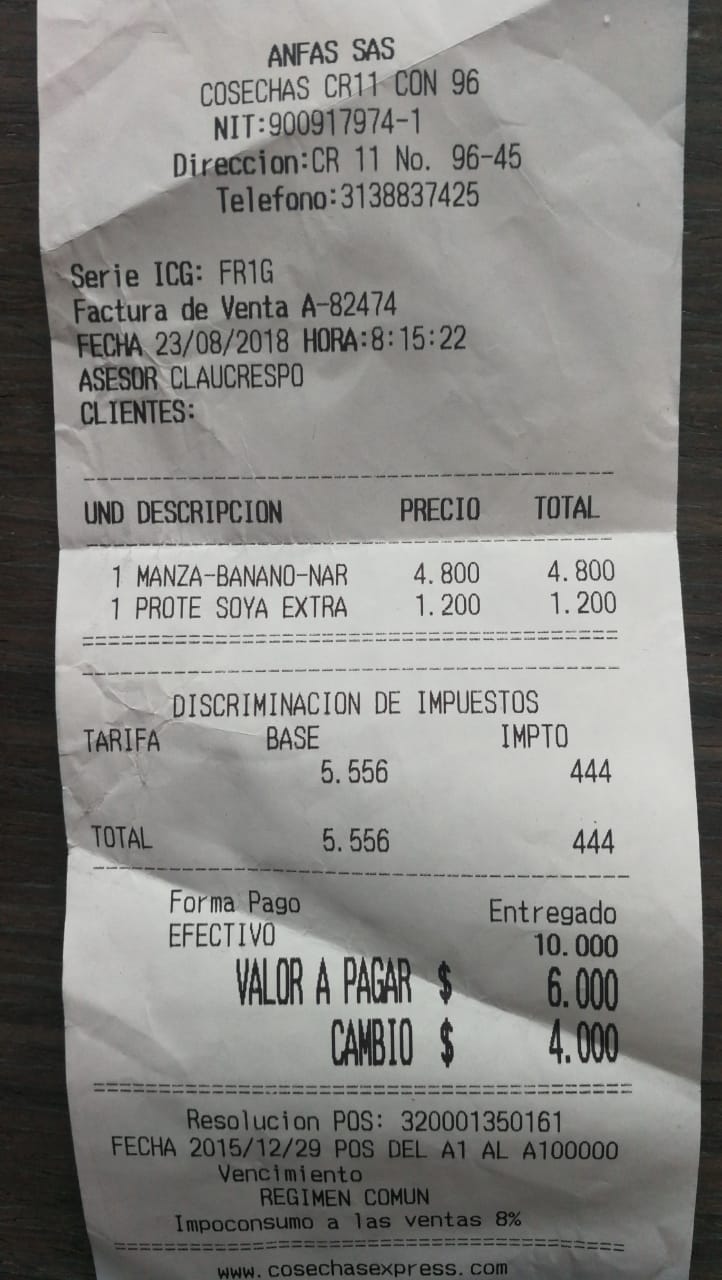 ANFAS SAS
COSECHAS CR11 CON 96
NIT:900917974-1
Direccion:CR 11 No. 96-45
Telefono:3138837425
Serie ICG: FR1G
Factura de Venta A-82474
FECHA 23/08/2018 HORA:8:15:22
ASESOR CLAUCRESPO
CLIENTES:
UND DESCRIPCION PRECIO TOTAL
1 MANZA-BANANO-NAR 4.800 4.800
1 PROTE SOYA EXTRA 1.200 1.200
DISCRIMINACION DE IMPUESTOS
TARIFA BASE IMPTO
5.556 444
TOTAL 5.556 444
Forma Pago Entregado
EFECTIVO 10.000
VALOR A PAGAR $ 6.000
CAMBIO $ 4.000
Resolucion POS: 320001350161
FECHA 2015/12/29 POS DEL A1 AL A100000
Vencimiento
REGIMEN COMUN
Impoconsumo a las ventas 8%
www.cosechasexpress.com